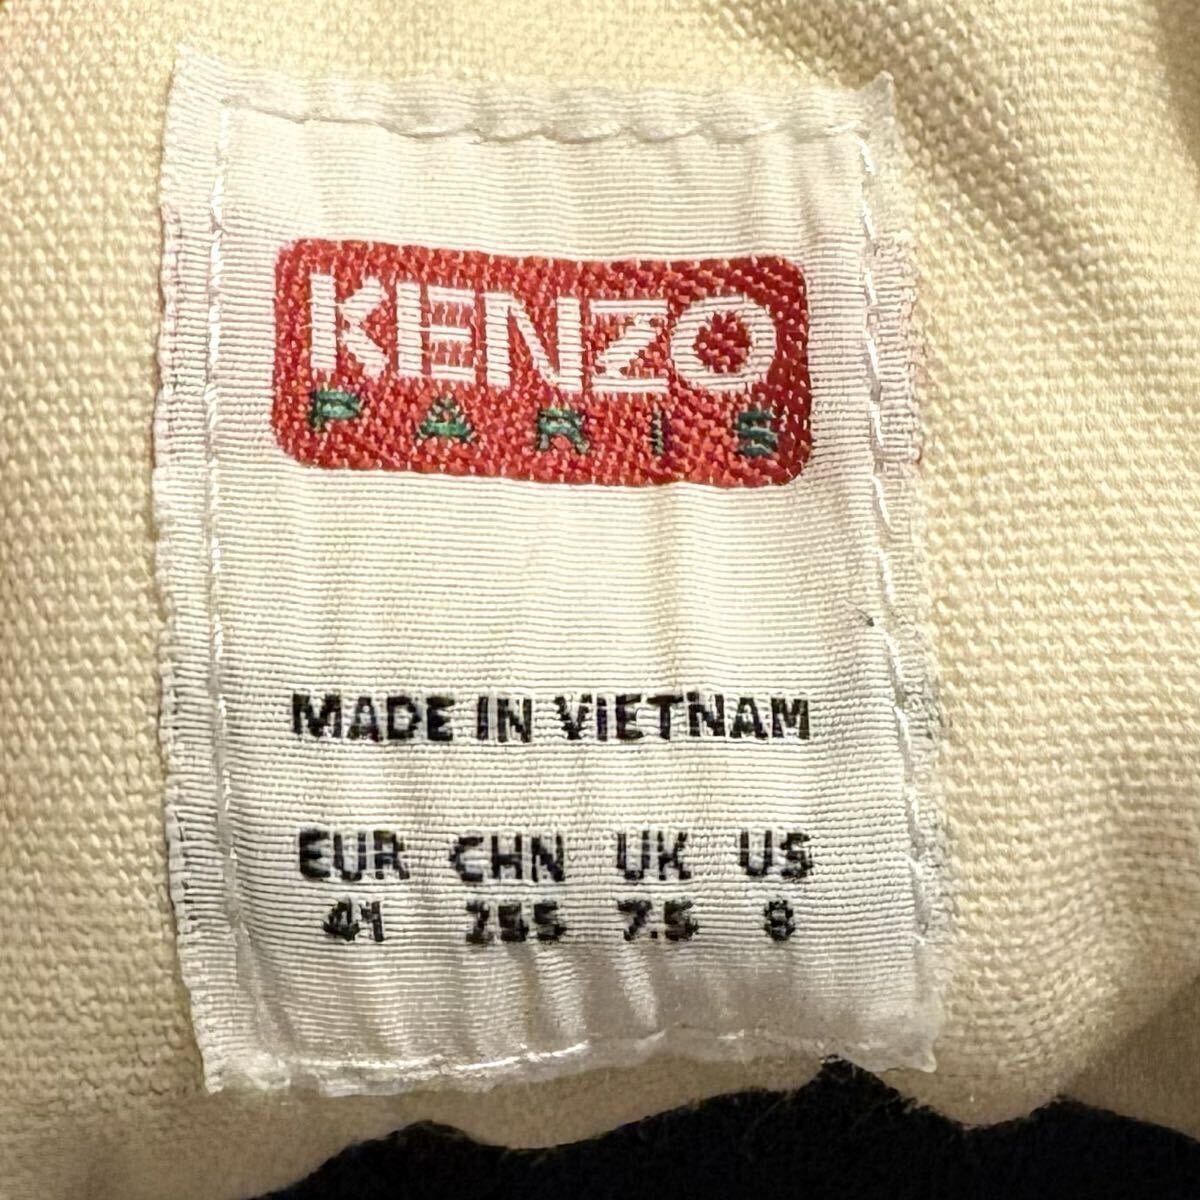 KENZO
PARIS
MADE IN VIETNAM
EUR CHN UK US
41 255 7.5 8